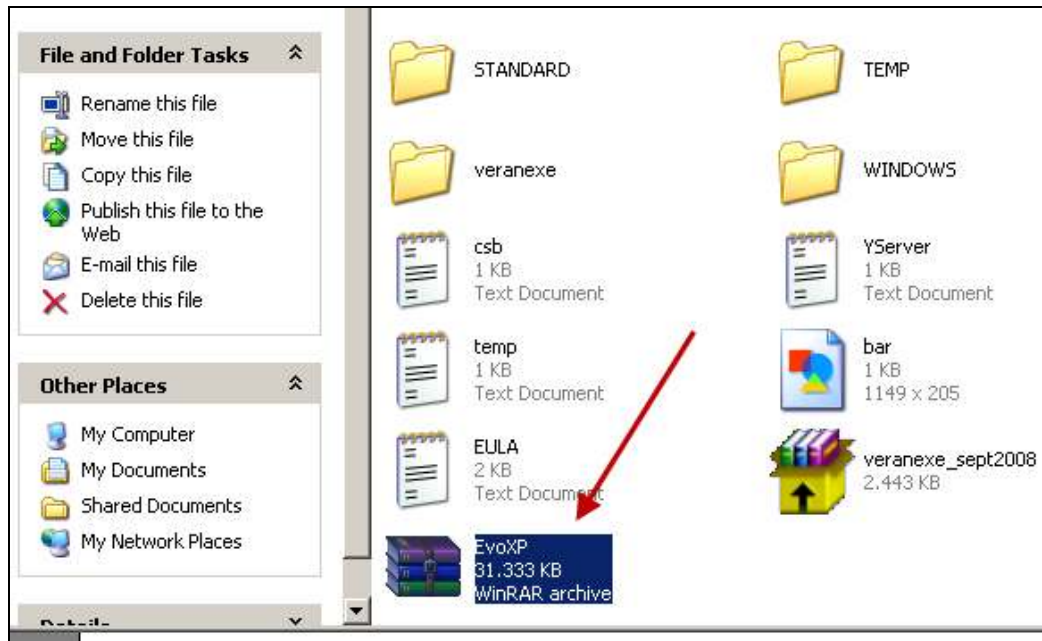 File and Folder Tasks
Rename this file
Move this file
Copy this file
Publish this file to the
Web
E-mail this file
Delete this file
Other Places
My Computer
My Documents
Shared Documents
My Network Places
Details
STANDARD
TEMP
veranexe
WINDOWS
csb
1 KB
Text Document
YServer
1 KB
Text Document
temp
1 KB
Text Document
bar
1 KB
1149 x 205
EULA
2 KB
Text Document
veranexe_sept2008
2.443 KB
EvoXP
31.333 KB
WinRAR archive